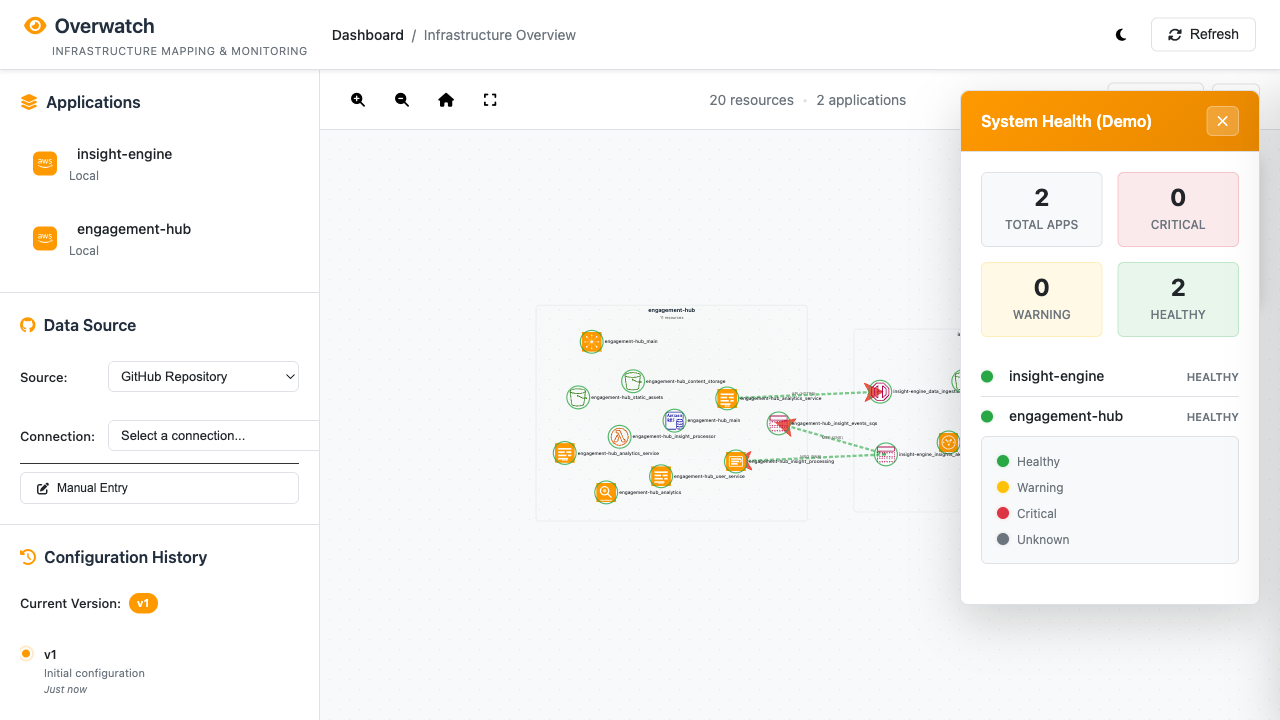 Overwatch
INFRASTRUCTURE MAPPING & MONITORING
Dashboard / Infrastructure Overview
Refresh
Applications
aws
insight-engine
Local
aws
engagement-hub
Local
Data Source
Source:
GitHub Repository
Connection:
Select a connection...
Manual Entry
Configuration History
Current Version:
v1
v1
Initial configuration
Just now
20 resources • 2 applications
engagement-hub
11 resources
engagement-hub_main
engagement-hub_content_storage
engagement-hub_static_assets
engagement-hub_analytics_service
engagement-hub_main
engagement-hub_insight_events_sqs
engagement-hub_insight_processor
engagement-hub_analytics_service
engagement-hub_insight_processing
engagement-hub_user_service
engagement-hub_analytics
System Health (Demo)
2
TOTAL APPS
0
CRITICAL
0
WARNING
2
HEALTHY
insight-engine
HEALTHY
engagement-hub
HEALTHY
Healthy
Warning
Critical
Unknown